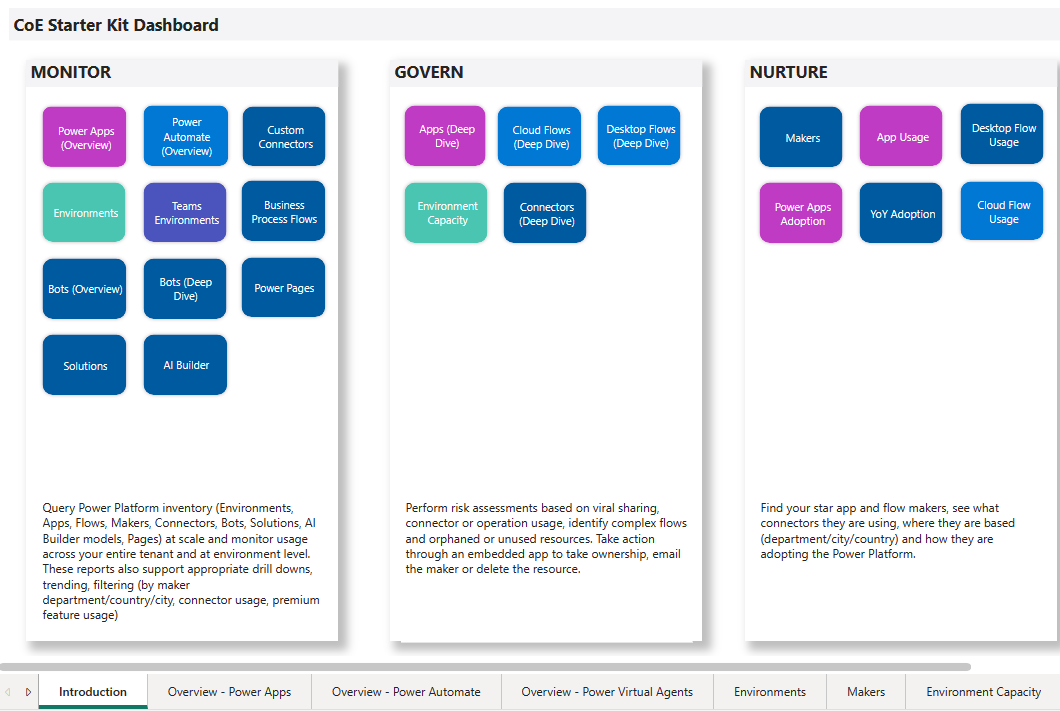 CoE Starter Kit Dashboard
MONITOR
Power Apps
(Overview)
Power
Automate
(Overview)
Custom
Connectors
Environments
Teams
Environments
Business
Process Flows
Bots (Overview)
Bots (Deep
Dive)
Power Pages
Solutions
AI Builder
Query Power Platform inventory (Environments,
Apps, Flows, Makers, Connectors, Bots, Solutions, AI
Builder models, Pages) at scale and monitor usage
across your entire tenant and at environment level.
These reports also support appropriate drill downs,
trending, filtering (by maker
department/country/city, connector usage, premium
feature usage)
GOVERN
Apps (Deep
Dive)
Cloud Flows
(Deep Dive)
Desktop Flows
(Deep Dive)
Environment
Capacity
Connectors
(Deep Dive)
Perform risk assessments based on viral sharing,
connector or operation usage, identify complex flows
and orphaned or unused resources. Take action
through an embedded app to take ownership, email
the maker or delete the resource.
NURTURE
Makers
App Usage
Desktop Flow
Usage
Power Apps
Adoption
YoY Adoption
Cloud Flow
Usage
Find your star app and flow makers, see what
connectors they are using, where they are based
(department/city/country) and how they are
adopting the Power Platform.
Introduction
Overview - Power Apps
Overview - Power Automate
Overview - Power Virtual Agents
Environments
Makers
Environment Capacity